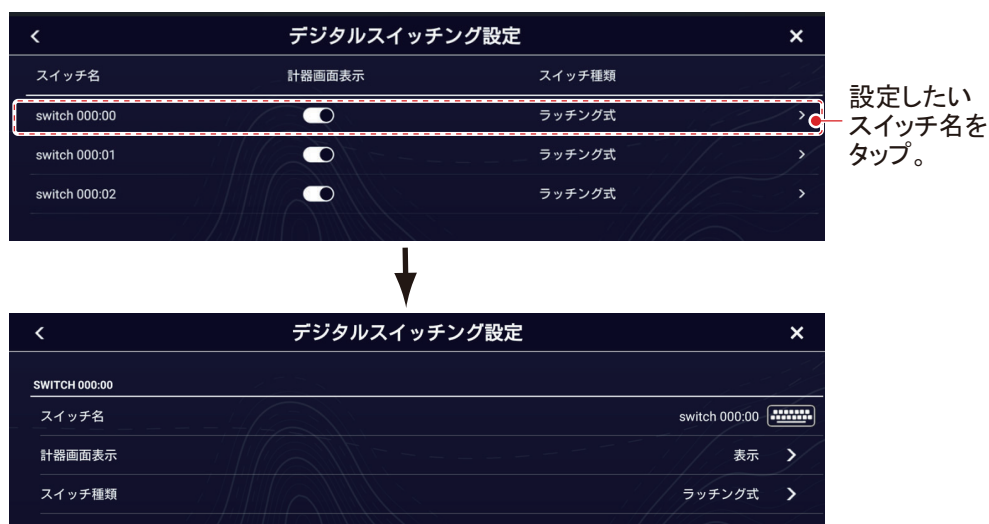 デジタルスイッチング設定
スイッチ名 計器画面表示 スイッチ種類
switch 000:00 ラッチング式
switch 000:01 ラッチング式
switch 000:02 ラッチング式
設定したい
スイッチ名を
タップ。
デジタルスイッチング設定
SWITCH 000:00
スイッチ名 switch 000:00
計器画面表示 表示
スイッチ種類 ラッチング式